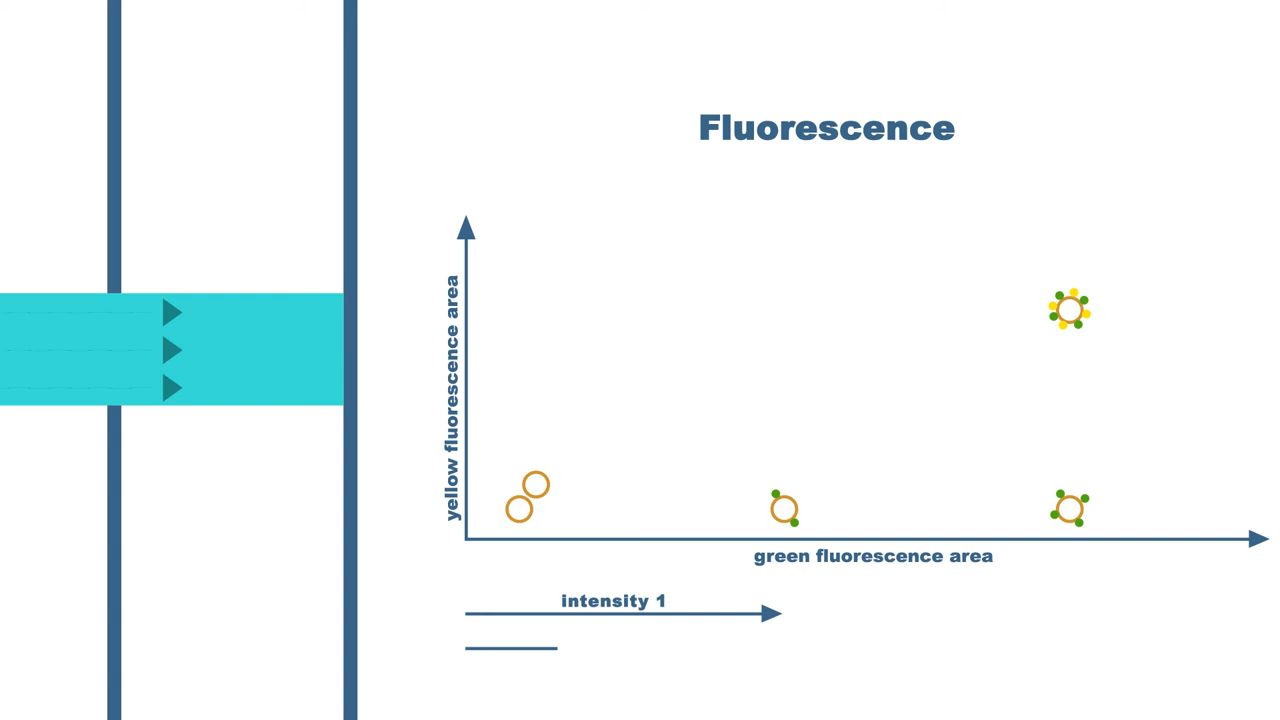 Fluorescence
yellow fluorescence area
green fluorescence area
intensity 1